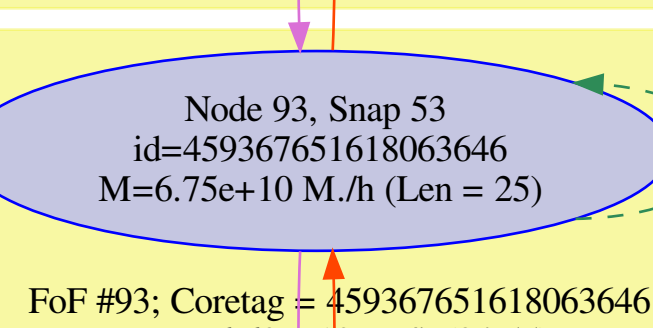 Node 93, Snap 53
id=459367651618063646
M=6.75e+10 M./h (Len = 25)
FoF #93; Coretag = 459367651618063646